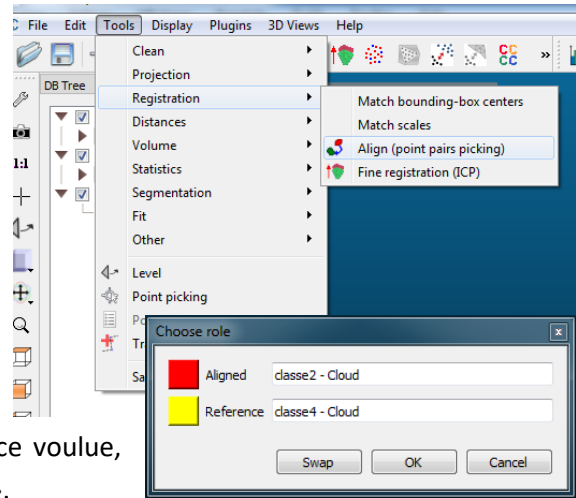 File Edit Tools Display Plugins 3D Views Help
CC
»
DB Tree
1:1
Clean
Projection
Registration
Distances
Volume
Statistics
Segmentation
Fit
Other
Level
Point picking
Match bounding-box centers
Match scales
Align (point pairs picking)
Fine registration (ICP)
Choose role
Aligned classe2 - Cloud
Reference classe4 - Cloud
Swap OK Cancel
ce voulue,